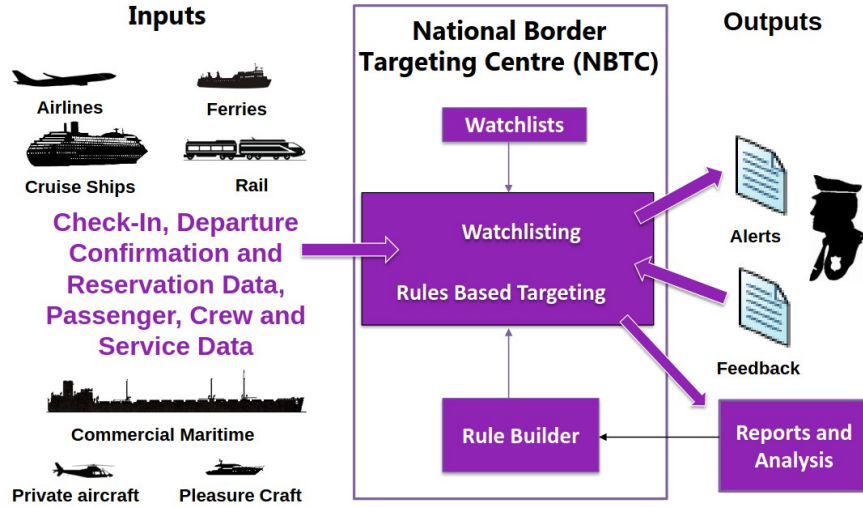 Inputs
Airlines
Ferries
Cruise Ships
Rail
Check-In, Departure
Confirmation and
Reservation Data,
Passenger, Crew and
Service Data
Commercial Maritime
Private aircraft
Pleasure Craft
National Border
Targeting Centre (NBTC)
Watchlists
Watchlisting
Rules Based Targeting
Rule Builder
Outputs
Alerts
Feedback
Reports and
Analysis